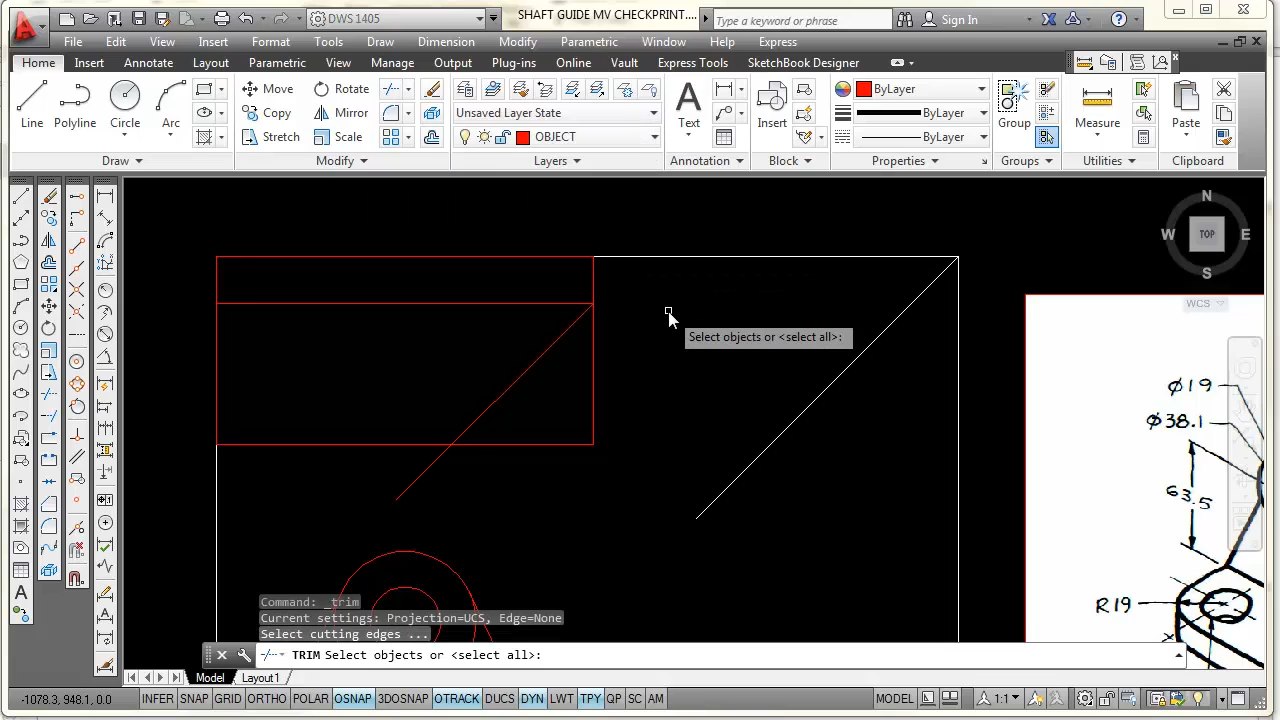 DWS 1405
SHAFT GUIDE MV CHECKPRINT....
Type a keyword or phrase
Sign In
File Edit View Insert Format Tools Draw Dimension Modify Parametric Window Help Express
Home Insert Annotate Layout Parametric View Manage Output Plug-ins Online Vault Express Tools SketchBook Designer
Move Rotate
Unsaved Layer State
ByLayer
Line Polyline Circle Arc
Copy Mirror
Text
Insert
ByLayer
Group
Measure
Paste
Stretch Scale
OBJECT
ByLayer
Draw
Modify
Layers
Annotation
Block
Properties
Groups
Utilities
Clipboard
N
W TOP E
S
WCS
Select objects or <select all>:
Φ19
Φ38.1
63.5
R19
x
Command: _trim
Current settings: Projection=UCS, Edge=None
Select cutting edges ...
TRIM Select objects or <select all>:
Model Layout1
-1078.3, 948.1, 0.0
INFER SNAP GRID ORTHO POLAR OSNAP 3DOSNAP OTRACK DUCS DYN LWT TPY QP SC AM
MODEL
1:1